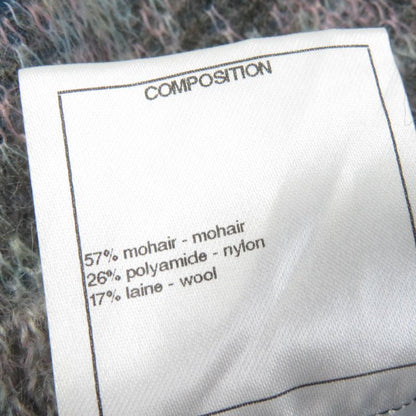 COMPOSITION
57% mohair - mohair
26% polyamide - nylon
17% laine - wool